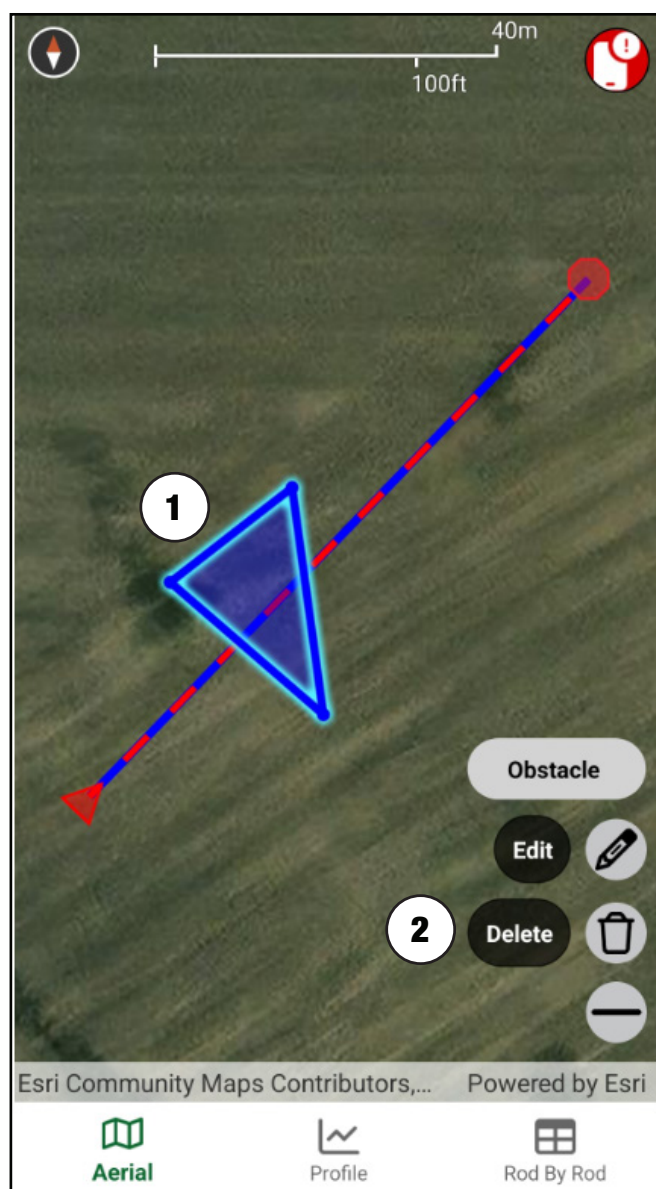 40m
100ft
1
Obstacle
Edit
2
Delete
Esri Community Maps Contributors,...
Powered by Esri
Aerial
Profile
Rod By Rod